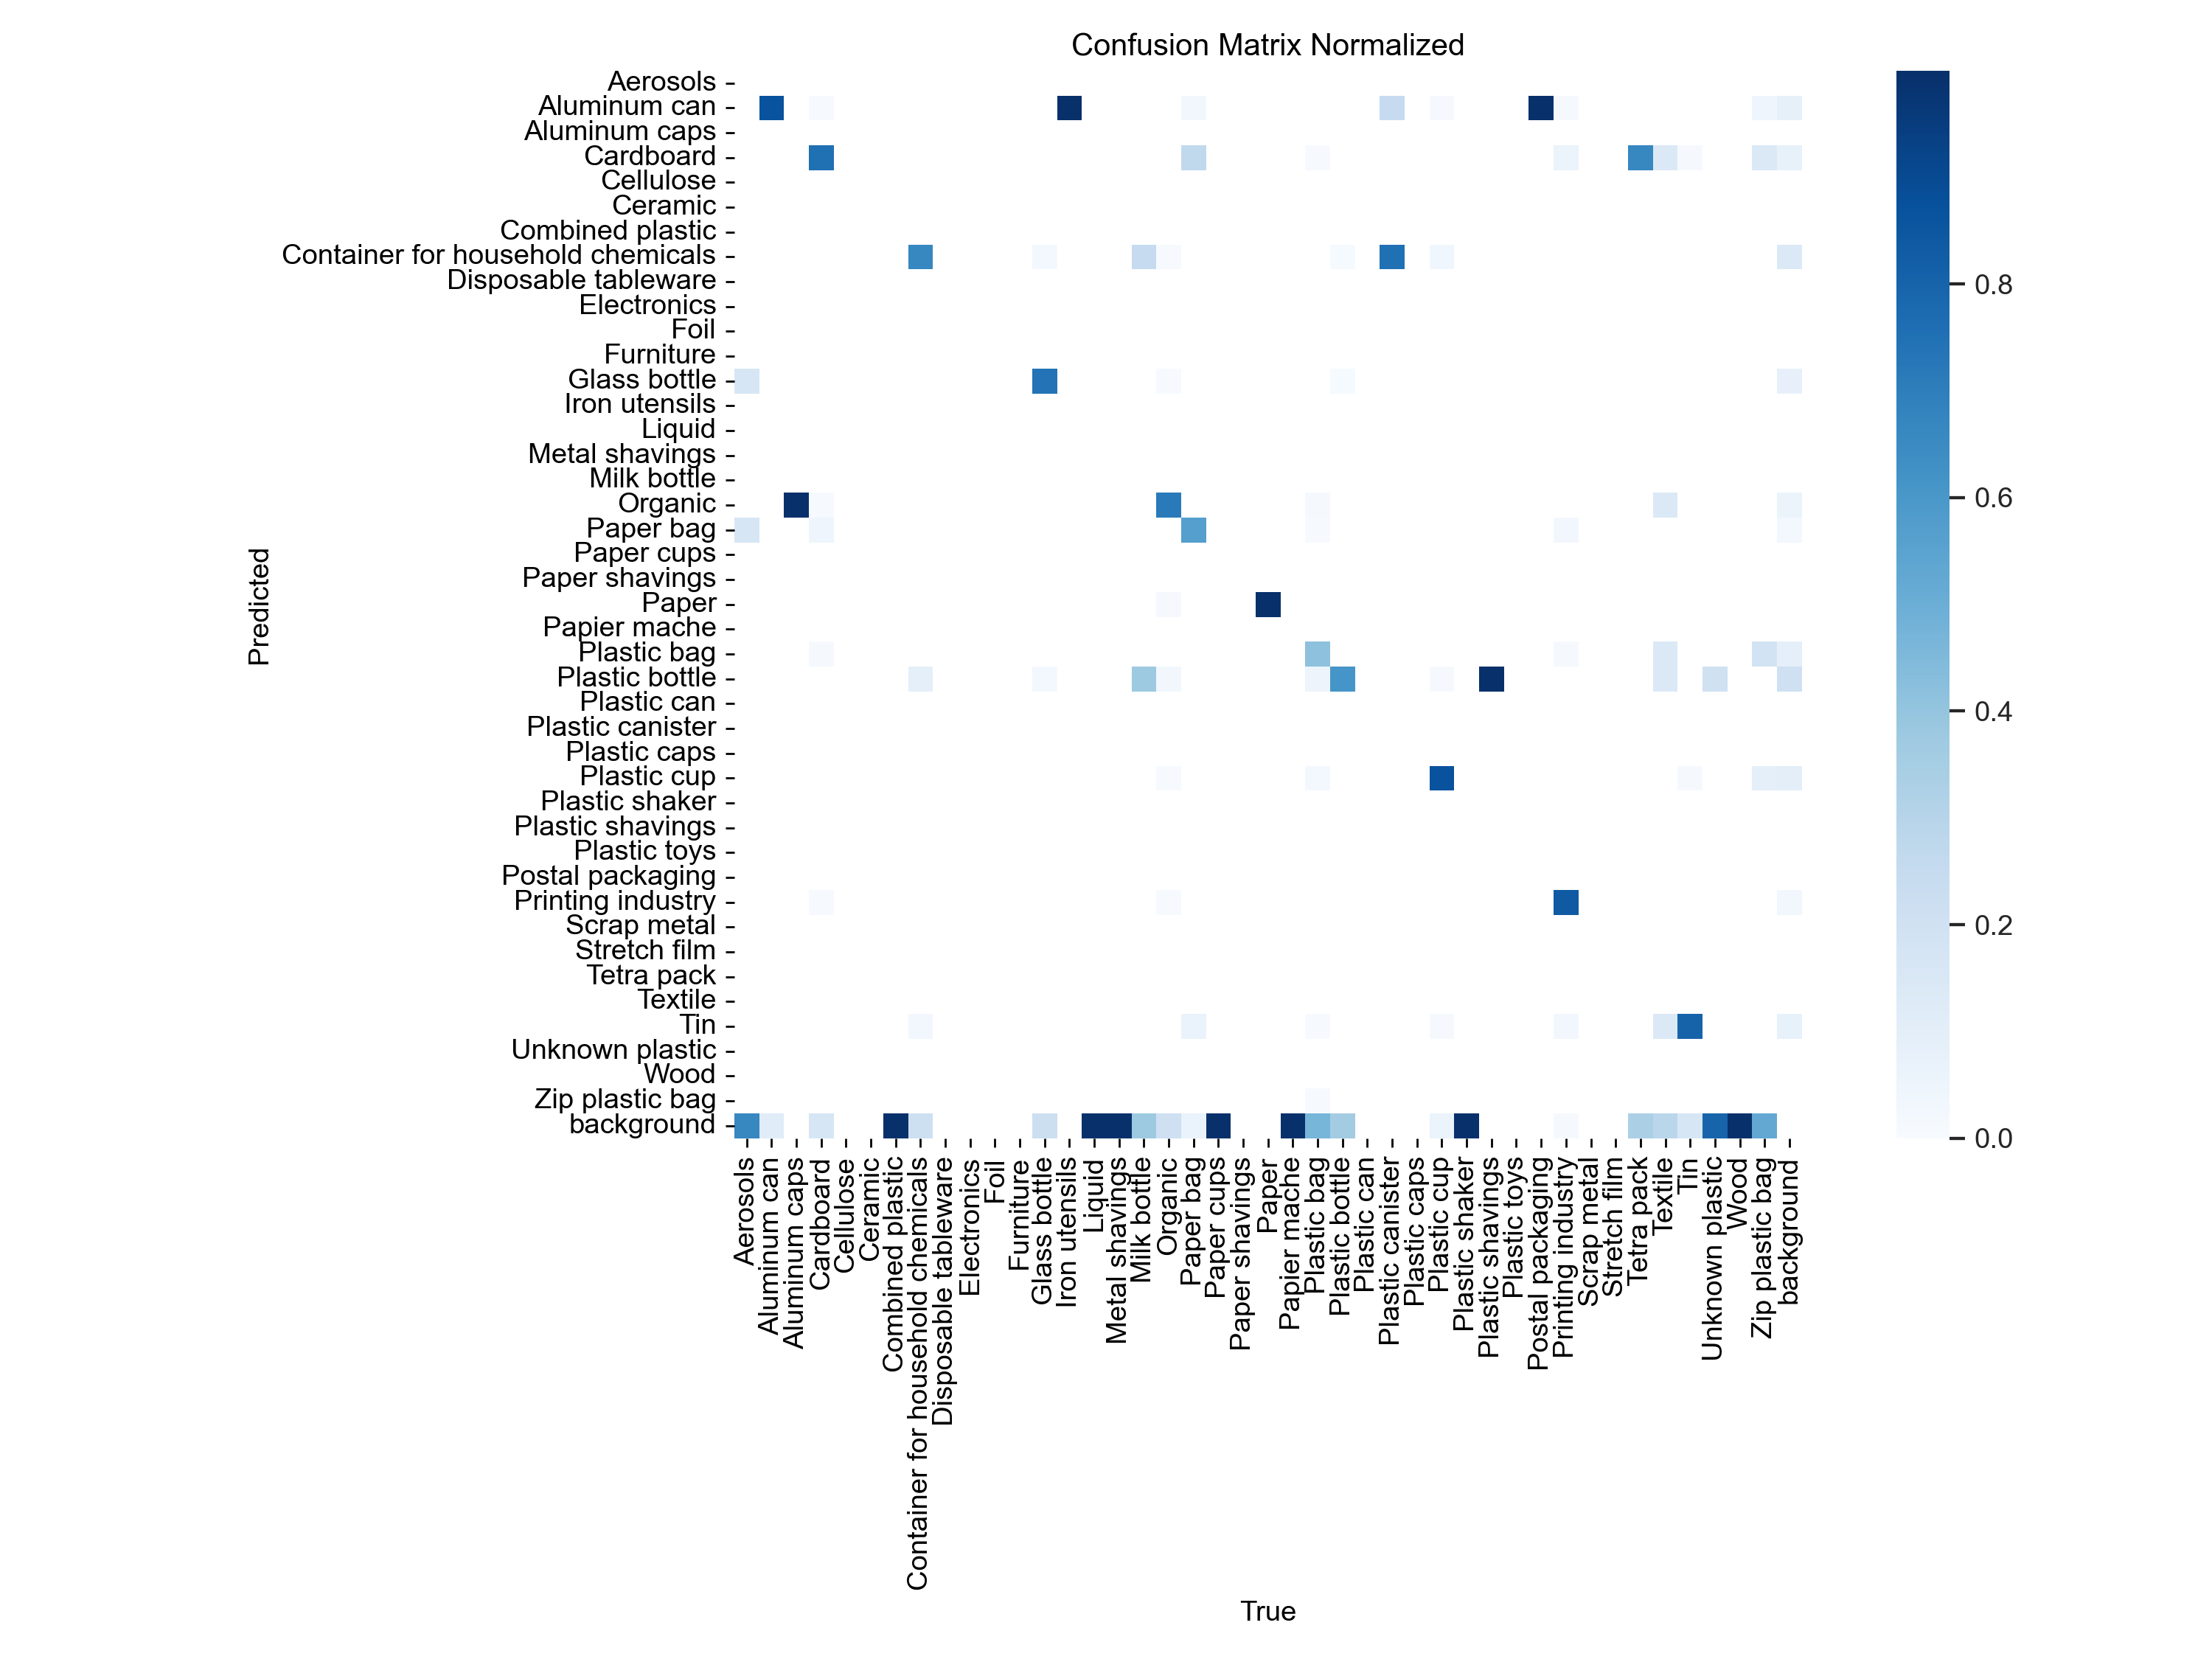 Confusion Matrix Normalized
Aerosols
Aluminum can
Aluminum caps
Cardboard
Cellulose
Ceramic
Combined plastic
Container for household chemicals
Disposable tableware
Electronics
Foil
Furniture
Glass bottle
Iron utensils
Liquid
Metal shavings
Milk bottle
Organic
Paper bag
Paper cups
Paper shavings
Paper
Papier mache
Plastic bag
Plastic bottle
Plastic can
Plastic canister
Plastic caps
Plastic cup
Plastic shaker
Plastic shavings
Plastic toys
Postal packaging
Printing industry
Scrap metal
Stretch film
Tetra pack
Textile
Tin
Unknown plastic
Wood
Zip plastic bag
background
Predicted
Aerosols
Aluminum can
Aluminum caps
Cardboard
Cellulose
Ceramic
Combined plastic
Container for household chemicals
Disposable tableware
Electronics
Foil
Furniture
Glass bottle
Iron utensils
Liquid
Metal shavings
Milk bottle
Organic
Paper bag
Paper cups
Paper shavings
Paper
Papier mache
Plastic bag
Plastic bottle
Plastic can
Plastic canister
Plastic caps
Plastic cup
Plastic shaker
Plastic shavings
Plastic toys
Postal packaging
Printing industry
Scrap metal
Stretch film
Tetra pack
Textile
Tin
Unknown plastic
Wood
Zip plastic bag
background
True
0.8
0.6
0.4
0.2
0.0